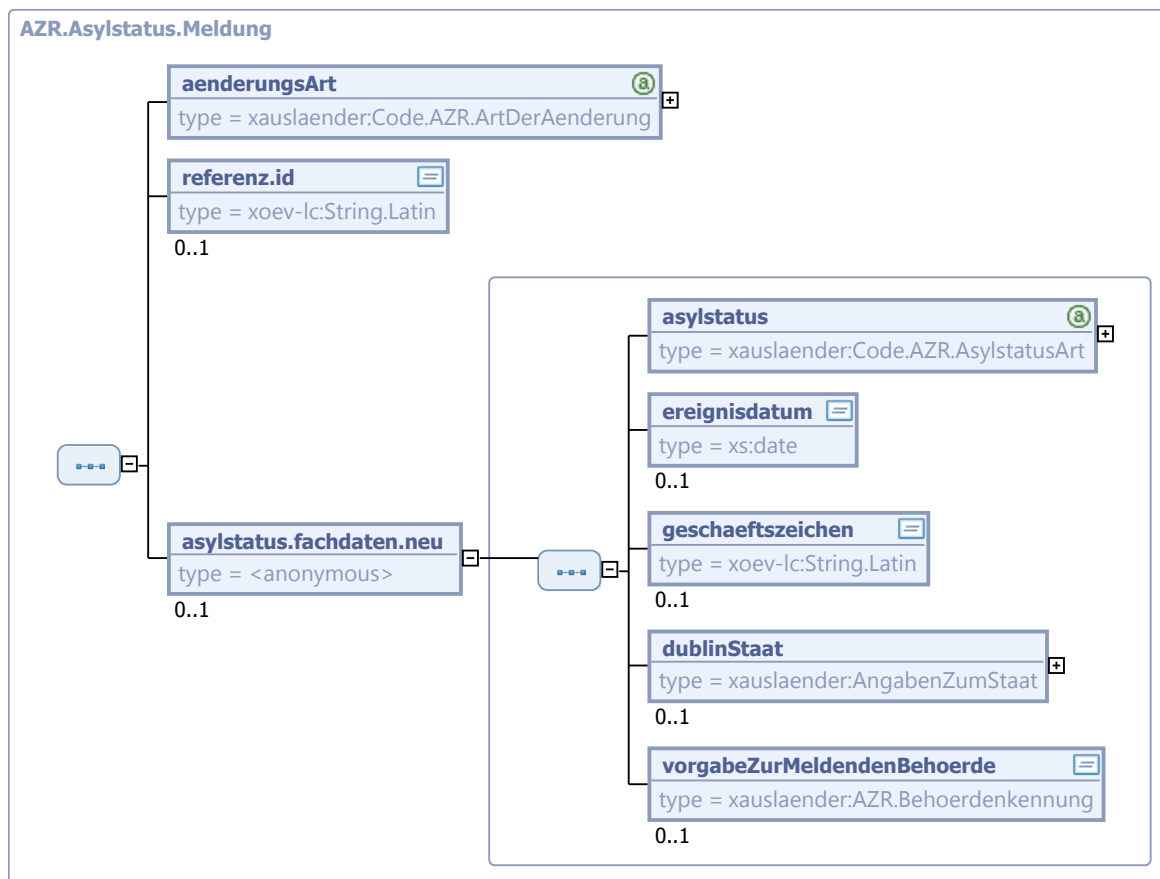 AZR.Asylstatus.Meldung
aenderungsArt
type = xauslaender:Code.AZR.ArtDerAenderung
referenz.id
type = xoev-lc:String.Latin
0..1
asylstatus.fachdaten.neu
type = <anonymous>
0..1
asylstatus
type = xauslaender:Code.AZR.AsylstatusArt
ereignisdatum
type = xs:date
0..1
geschaeftszeichen
type = xoev-lc:String.Latin
0..1
dublinStaat
type = xauslaender:AngabenZumStaat
0..1
vorgabeZurMeldendenBehoerde
type = xauslaender:AZR.Behoerdenkennung
0..1